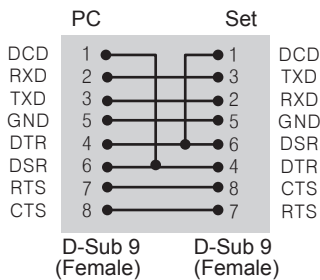 PC Set
DCD 1 1 DCD
RXD 2 3 TXD
TXD 3 2 RXD
GND 5 5 GND
DTR 4 6 DSR
DSR 6 4 DTR
RTS 7 8 CTS
CTS 8 7 RTS
D-Sub 9 D-Sub 9
(Female) (Female)